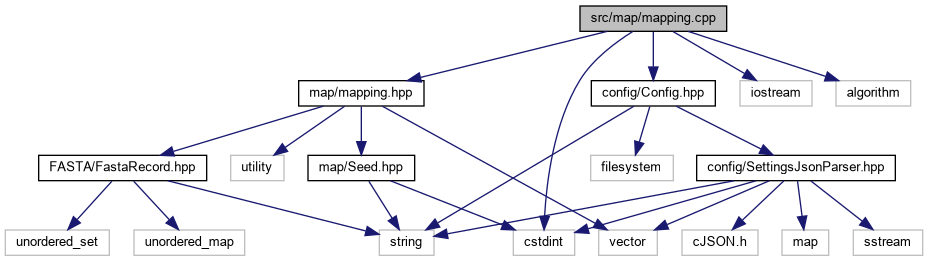 src/map/mapping.cpp
map/mapping.hpp
config/Config.hpp
iostream
algorithm
FASTA/FastaRecord.hpp
utility
map/Seed.hpp
filesystem
config/SettingsJsonParser.hpp
unordered_set
unordered_map
string
cstdint
vector
cJSON.h
map
sstream